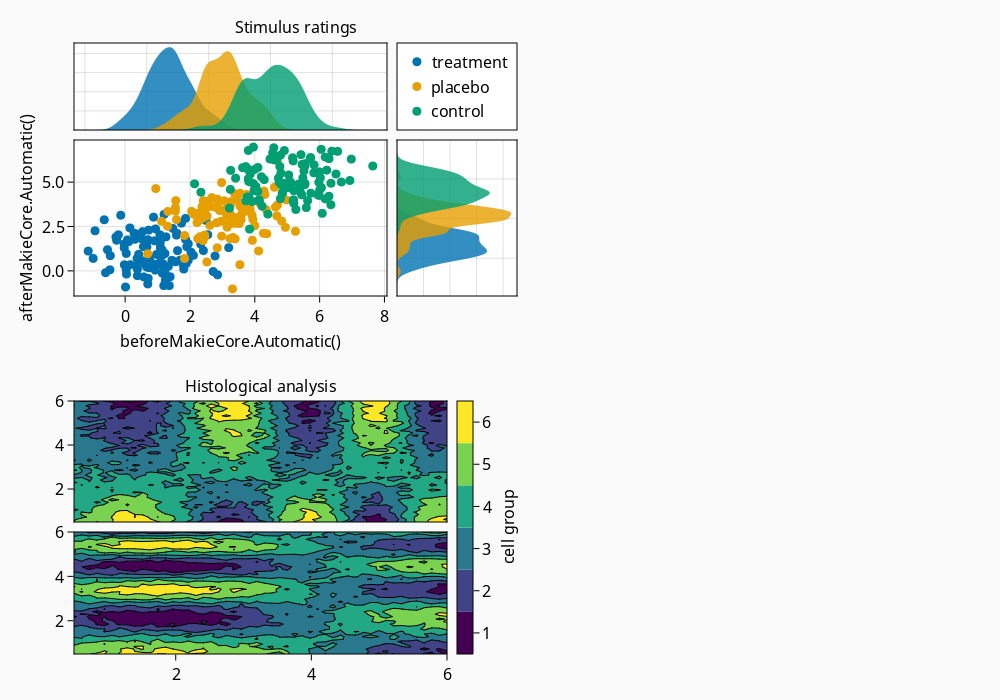 Stimulus ratings
treatment
placebo
control
afterMakieCore.Automatic()
5.0
2.5
0.0
0 2 4 6 8
beforeMakieCore.Automatic()
Histological analysis
6
4
2
6
4
2
2 4 6
6
5
4
3
2
1
cell group